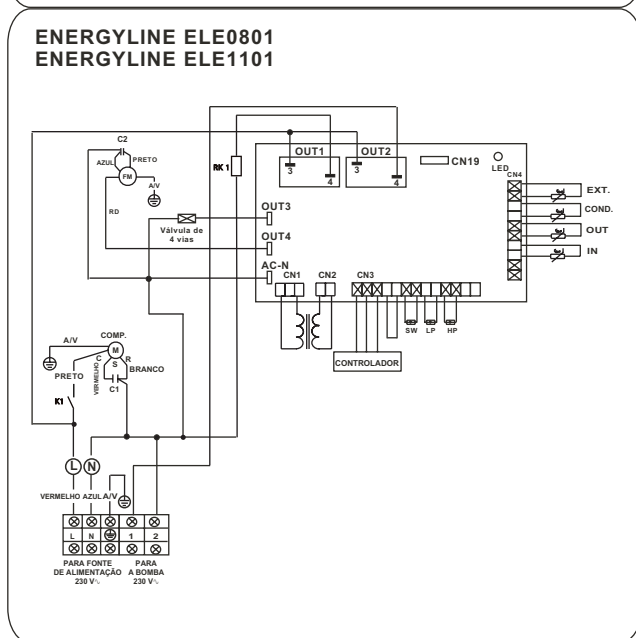 ENERGYLINE ELE0801
ENERGYLINE ELE1101
C2
AZUL
PRETO
FM
A/V
RD
RK 1
OUT1
3
4
OUT2
3
4
CN19
LED
CN4
EXT.
COND.
OUT
IN
OUT3
Válvula de
4 vias
OUT4
AC-N
CN1
CN2
CN3
SW
LP
HP
CONTROLADOR
A/V
COMP.
M
C
S
R
BRANCO
PRETO
VERMELHO
C1
K1
L
N
VERMELHO
AZUL
A/V
L
N
1
2
PARA FONTE
DE ALIMENTAÇÃO
230 V∿
PARA
A BOMBA
230 V∿